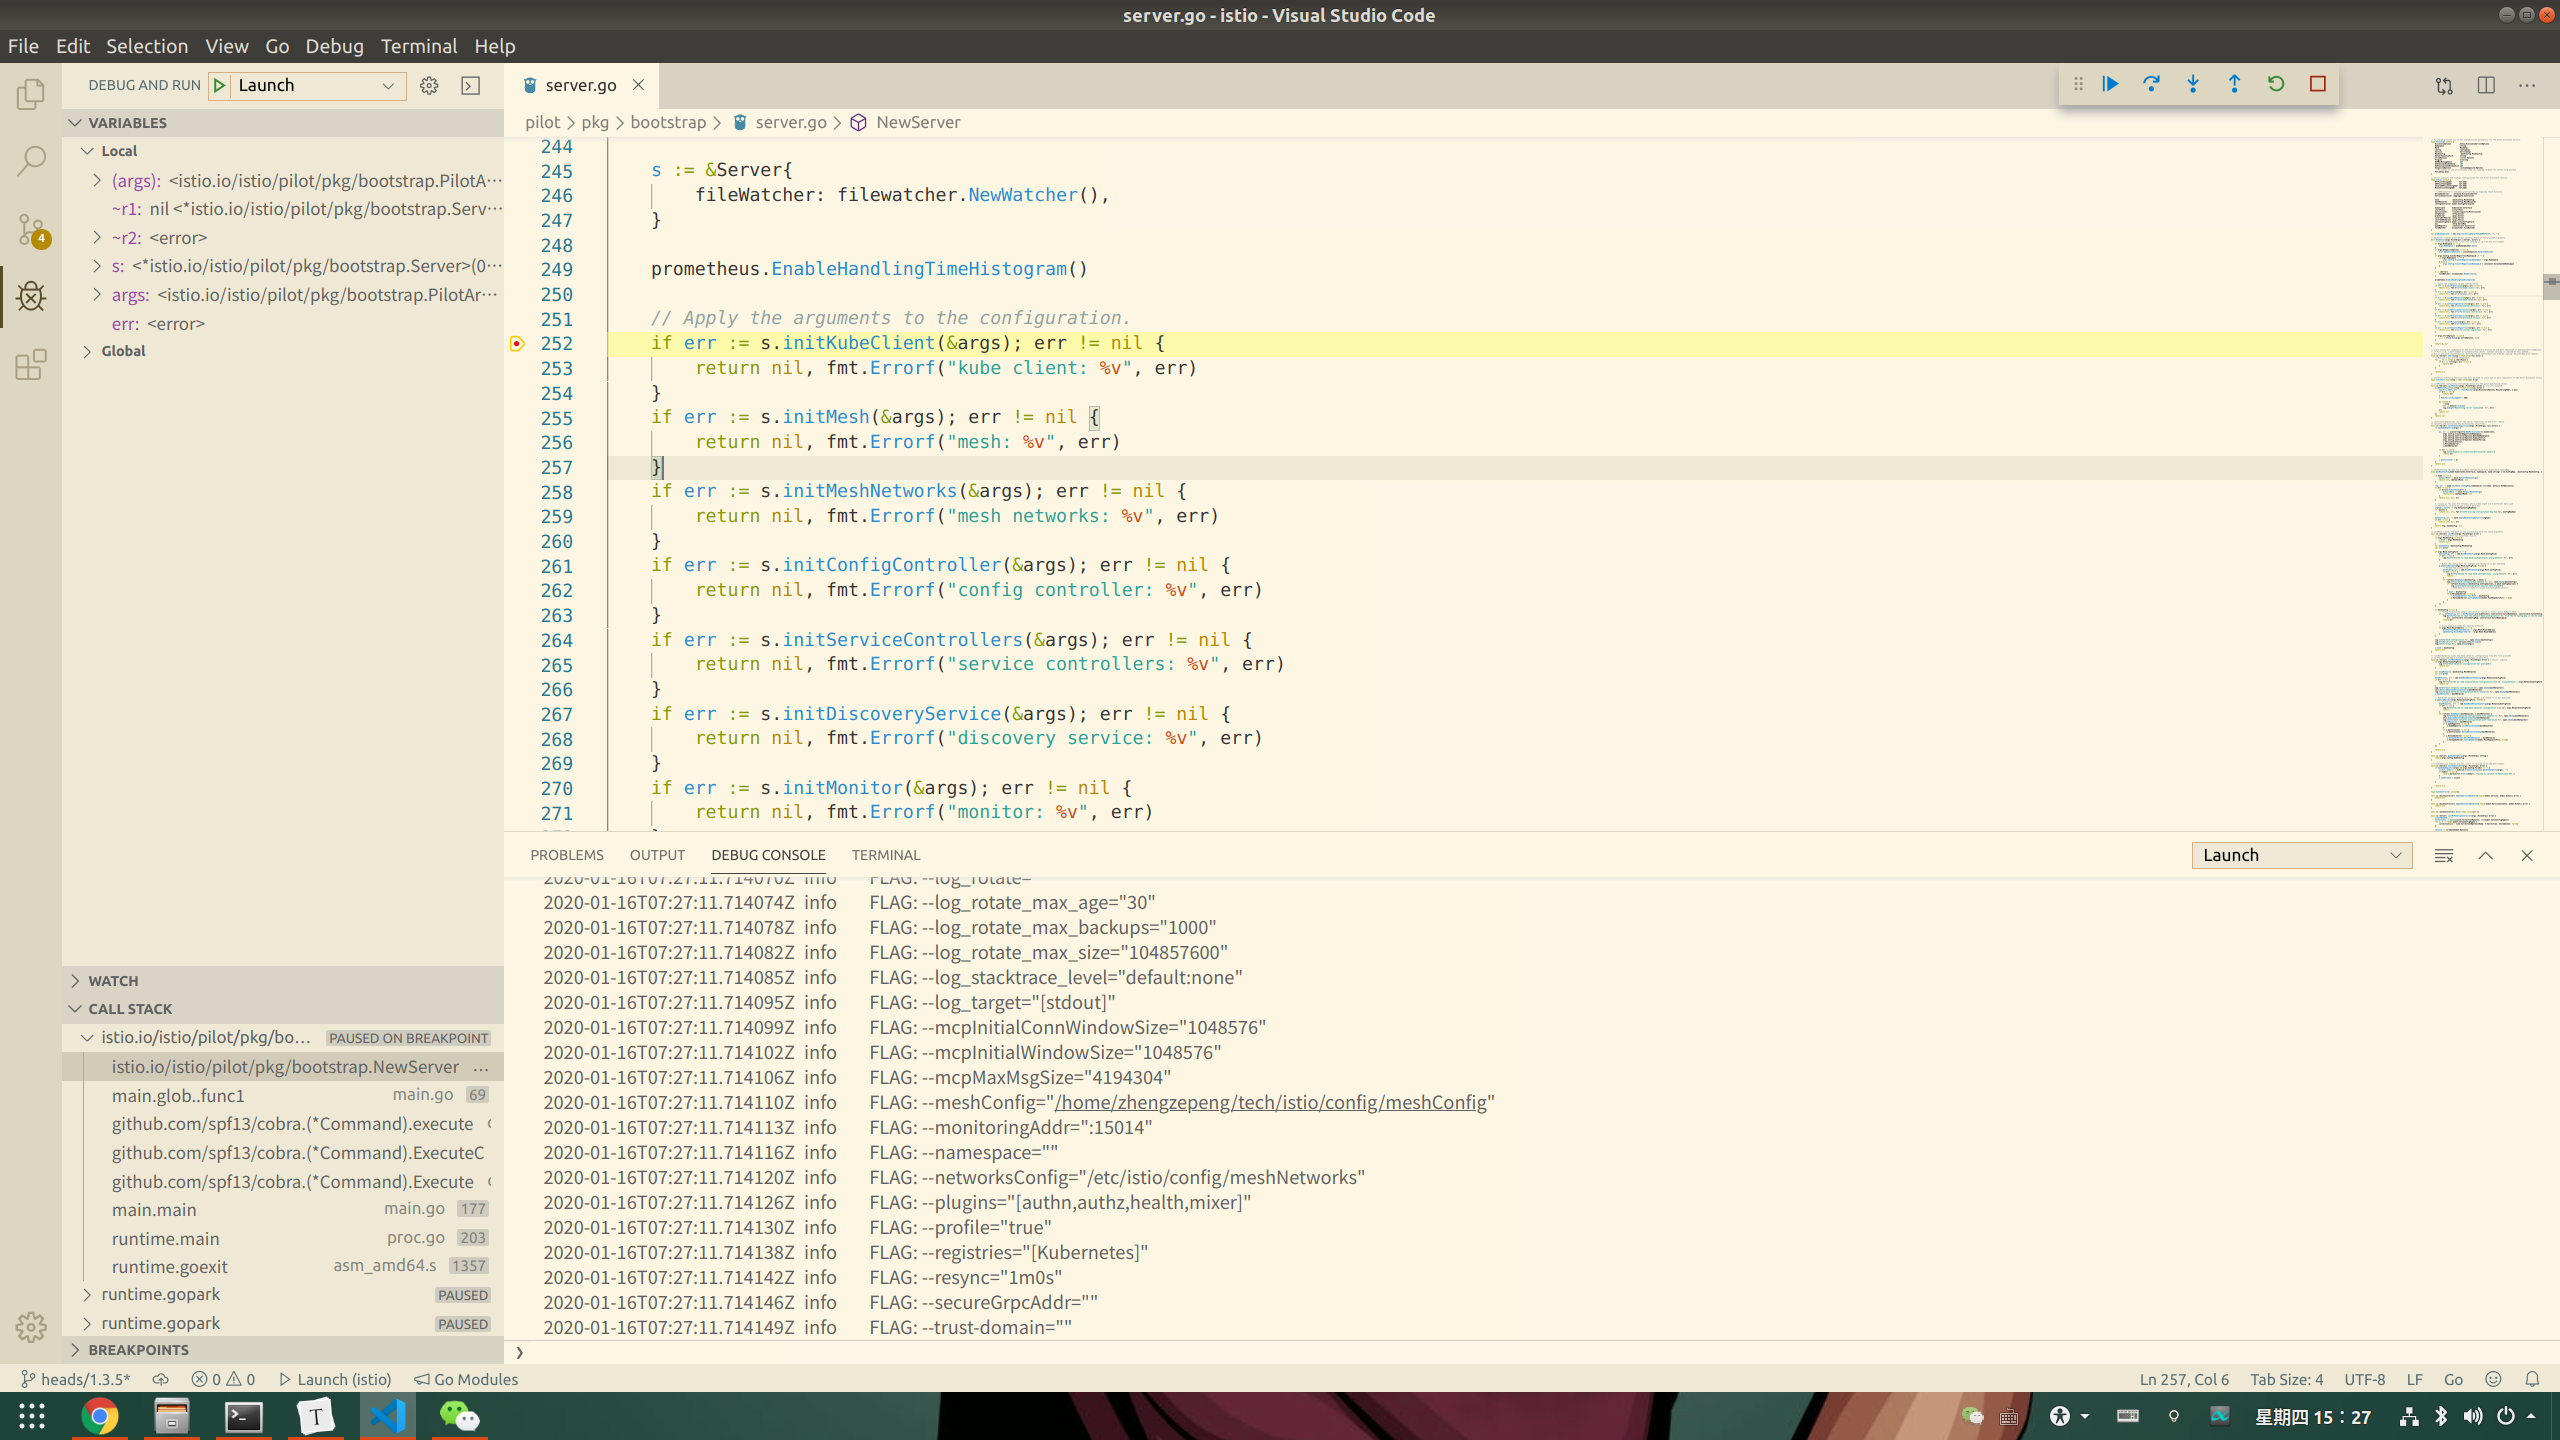 server.go - istio - Visual Studio Code
File Edit Selection View Go Debug Terminal Help
DEBUG AND RUN Launch
VARIABLES
Local
(args): <istio.io/istio/pilot/pkg/bootstrap.PilotA···
~r1: nil <*istio.io/istio/pilot/pkg/bootstrap.Serv···
~r2: <error>
s: <*istio.io/istio/pilot/pkg/bootstrap.Server>(0···
args: <istio.io/istio/pilot/pkg/bootstrap.PilotAr···
err: <error>
Global
4
WATCH
CALL STACK
istio.io/istio/pilot/pkg/bo... PAUSED ON BREAKPOINT
istio.io/istio/pilot/pkg/bootstrap.NewServer ...
main.glob..func1 main.go 69
github.com/spf13/cobra.(*Command).execute
github.com/spf13/cobra.(*Command).ExecuteC
github.com/spf13/cobra.(*Command).Execute
main.main main.go 177
runtime.main proc.go 203
runtime.goexit asm_amd64.s 1357
runtime.gopark PAUSED
runtime.gopark PAUSED
BREAKPOINTS
server.go
pilot > pkg > bootstrap > server.go > NewServer
244
245 s := &Server{
246 fileWatcher: filewatcher.NewWatcher(),
247 }
248
249 prometheus.EnableHandlingTimeHistogram()
250
251 // Apply the arguments to the configuration.
252 if err := s.initKubeClient(&args); err != nil {
253 return nil, fmt.Errorf("kube client: %v", err)
254 }
255 if err := s.initMesh(&args); err != nil {
256 return nil, fmt.Errorf("mesh: %v", err)
257 }
258 if err := s.initMeshNetworks(&args); err != nil {
259 return nil, fmt.Errorf("mesh networks: %v", err)
260 }
261 if err := s.initConfigController(&args); err != nil {
262 return nil, fmt.Errorf("config controller: %v", err)
263 }
264 if err := s.initServiceControllers(&args); err != nil {
265 return nil, fmt.Errorf("service controllers: %v", err)
266 }
267 if err := s.initDiscoveryService(&args); err != nil {
268 return nil, fmt.Errorf("discovery service: %v", err)
269 }
270 if err := s.initMonitor(&args); err != nil {
271 return nil, fmt.Errorf("monitor: %v", err)
PROBLEMS OUTPUT DEBUG CONSOLE TERMINAL Launch
2020-01-16T07:27:11.714070Z info FLAG: --log_rotate=
2020-01-16T07:27:11.714074Z info FLAG: --log_rotate_max_age="30"
2020-01-16T07:27:11.714078Z info FLAG: --log_rotate_max_backups="1000"
2020-01-16T07:27:11.714082Z info FLAG: --log_rotate_max_size="104857600"
2020-01-16T07:27:11.714085Z info FLAG: --log_stacktrace_level="default:none"
2020-01-16T07:27:11.714095Z info FLAG: --log_target="[stdout]"
2020-01-16T07:27:11.714099Z info FLAG: --mcpInitialConnWindowSize="1048576"
2020-01-16T07:27:11.714102Z info FLAG: --mcpInitialWindowSize="1048576"
2020-01-16T07:27:11.714106Z info FLAG: --mcpMaxMsgSize="4194304"
2020-01-16T07:27:11.714110Z info FLAG: --meshConfig="/home/zhengzepeng/tech/istio/config/meshConfig"
2020-01-16T07:27:11.714113Z info FLAG: --monitoringAddr=":15014"
2020-01-16T07:27:11.714116Z info FLAG: --namespace=""
2020-01-16T07:27:11.714120Z info FLAG: --networksConfig="/etc/istio/config/meshNetworks"
2020-01-16T07:27:11.714126Z info FLAG: --plugins="[authn,authz,health,mixer]"
2020-01-16T07:27:11.714130Z info FLAG: --profile="true"
2020-01-16T07:27:11.714138Z info FLAG: --registries="[Kubernetes]"
2020-01-16T07:27:11.714142Z info FLAG: --resync="1m0s"
2020-01-16T07:27:11.714146Z info FLAG: --secureGrpcAddr=""
2020-01-16T07:27:11.714149Z info FLAG: --trust-domain=""
heads/1.3.5* 0 0 Launch (istio) Go Modules Ln 257, Col 6 Tab Size: 4 UTF-8 LF Go
T
星期四 15：27